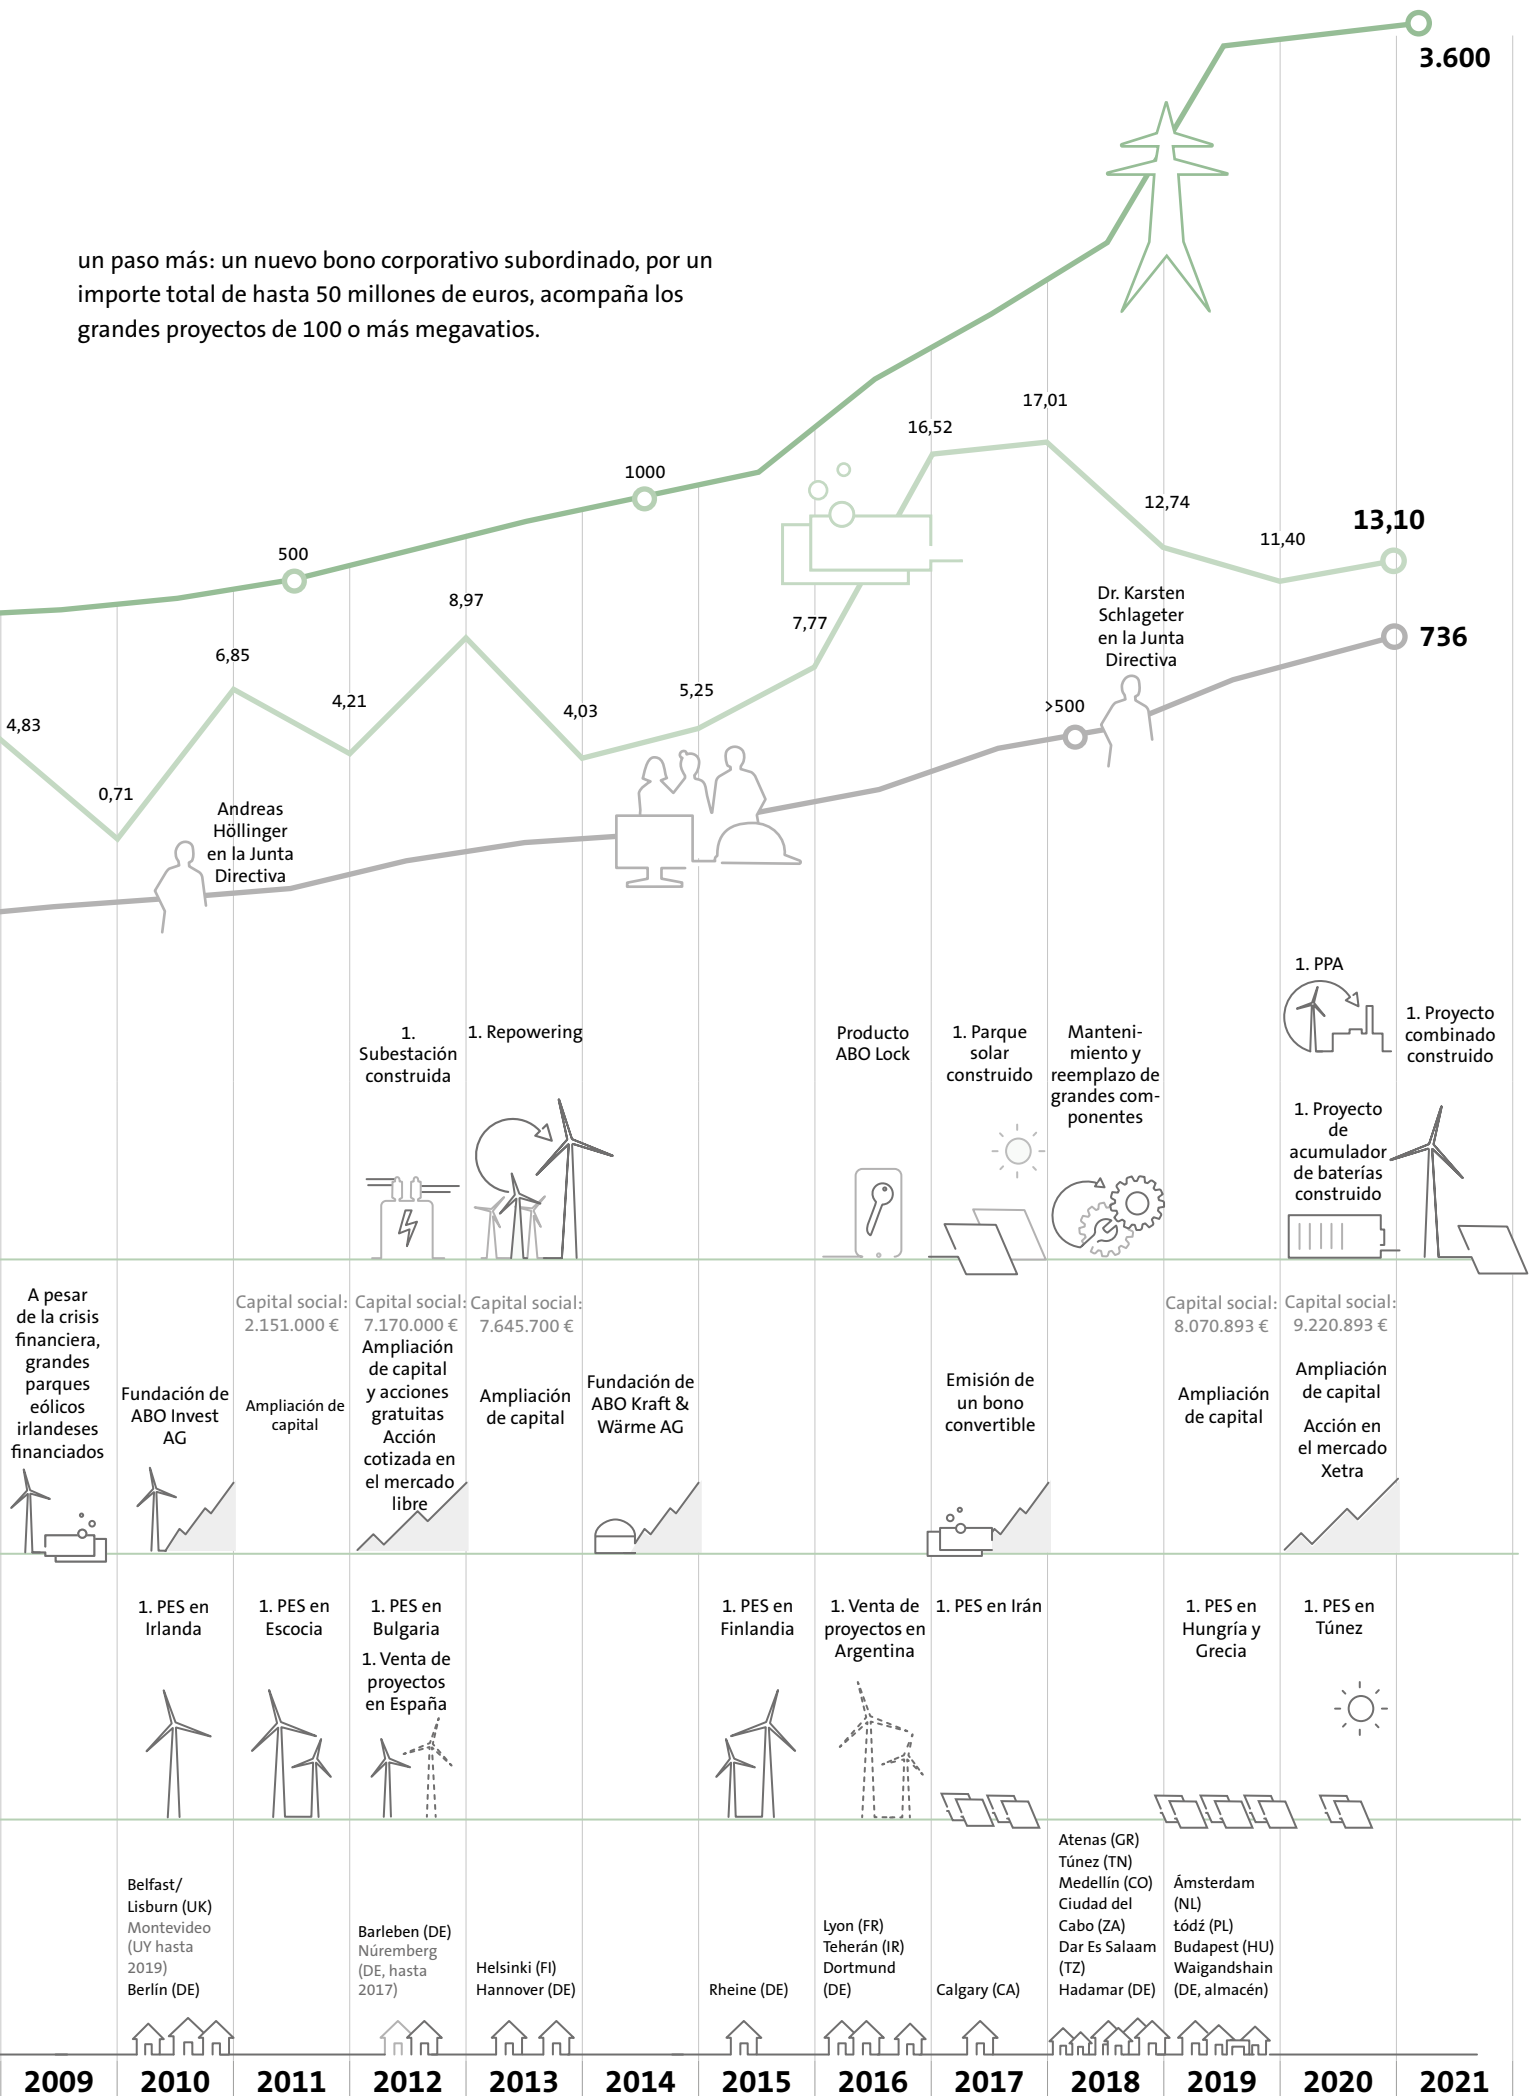 3.600
un paso más: un nuevo bono corporativo subordinado, por un
importe total de hasta 50 millones de euros, acompaña los
grandes proyectos de 100 o más megavatios.
17,01
16,52
1000
12,74
13,10
11,40
500
8,97
Dr. Karsten
Schlageter
en la Junta
Directiva
7,77
736
6,85
5,25
4,21
4,03
>500
4,83
0,71
Andreas
Höllinger
en la Junta
Directiva
1.
Subestación
construida
1. Repowering
Producto
ABO Lock
1. Parque
solar
construido
Manteni-
miento y
reemplazo de
grandes com-
ponentes
1. PPA
1. Proyecto
de
acumulador
de baterías
construido
1. Proyecto
combinado
construido
A pesar
de la crisis
financiera,
grandes
parques
eólicos
irlandeses
financiados
Fundación de
ABO Invest
AG
Capital social:
2.151.000 €
Ampliación de
capital
Capital social:
7.170.000 €
Ampliación
de capital
y acciones
gratuitas
Acción
cotizada en
el mercado
libre
Capital social:
7.645.700 €
Ampliación
de capital
Fundación de
ABO Kraft &
Wärme AG
Emisión de
un bono
convertible
Capital social:
8.070.893 €
Ampliación
de capital
Capital social:
9.220.893 €
Ampliación
de capital
Acción en
el mercado
Xetra
1. PES en
Irlanda
1. PES en
Escocia
1. PES en
Bulgaria
1. Venta de
proyectos
en España
1. PES en
Finlandia
1. Venta de
proyectos en
Argentina
1. PES en Irán
1. PES en
Hungría y
Grecia
1. PES en
Túnez
Belfast/
Lisburn (UK)
Montevideo
(UY hasta
2019)
Berlín (DE)
Barleben (DE)
Núremberg
(DE, hasta
2017)
Helsinki (FI)
Hannover (DE)
Rheine (DE)
Lyon (FR)
Teherán (IR)
Dortmund
(DE)
Calgary (CA)
Atenas (GR)
Túnez (TN)
Medellín (CO)
Ciudad del
Cabo (ZA)
Dar Es Salaam
(TZ)
Hadamar (DE)
Ámsterdam
(NL)
Łódź (PL)
Budapest (HU)
Waigandshain
(DE, almacén)
2009 2010 2011 2012 2013 2014 2015 2016 2017 2018 2019 2020 2021